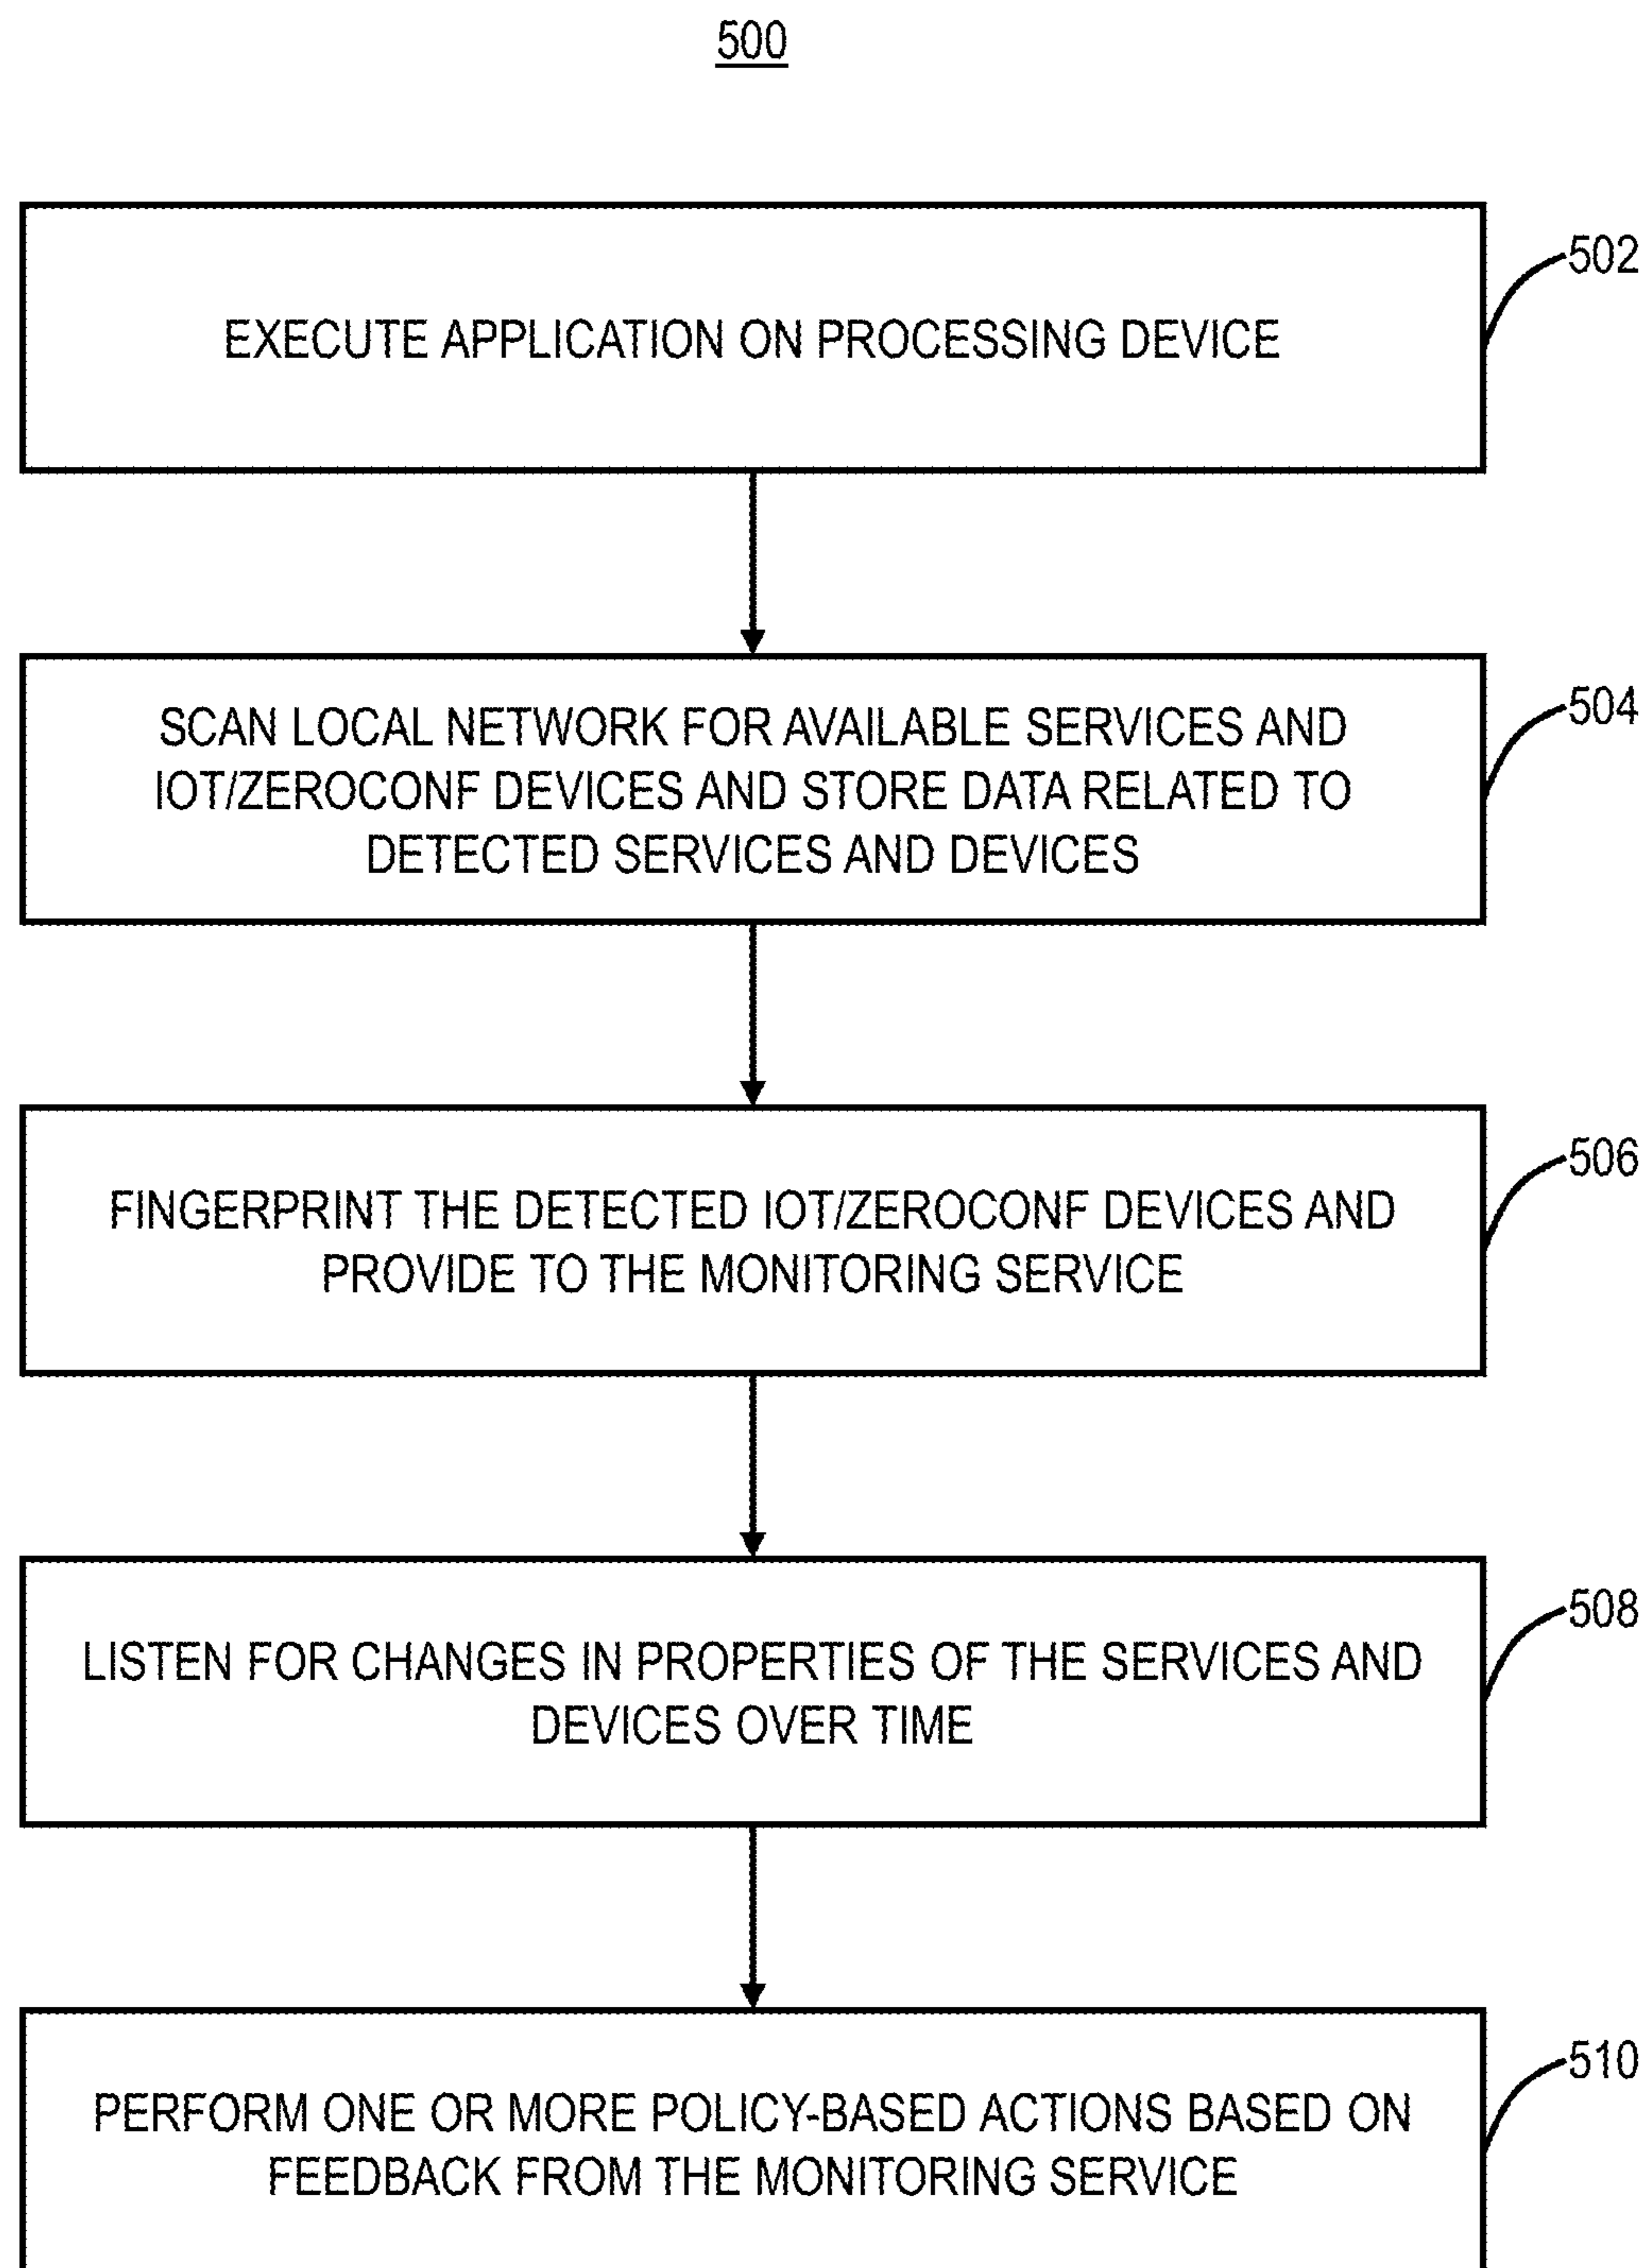 500
EXECUTE APPLICATION ON PROCESSING DEVICE
502
SCAN LOCAL NETWORK FOR AVAILABLE SERVICES AND
IOT/ZEROCONF DEVICES AND STORE DATA RELATED TO
DETECTED SERVICES AND DEVICES
504
FINGERPRINT THE DETECTED IOT/ZEROCONF DEVICES AND
PROVIDE TO THE MONITORING SERVICE
506
LISTEN FOR CHANGES IN PROPERTIES OF THE SERVICES AND
DEVICES OVER TIME
508
PERFORM ONE OR MORE POLICY-BASED ACTIONS BASED ON
FEEDBACK FROM THE MONITORING SERVICE
510